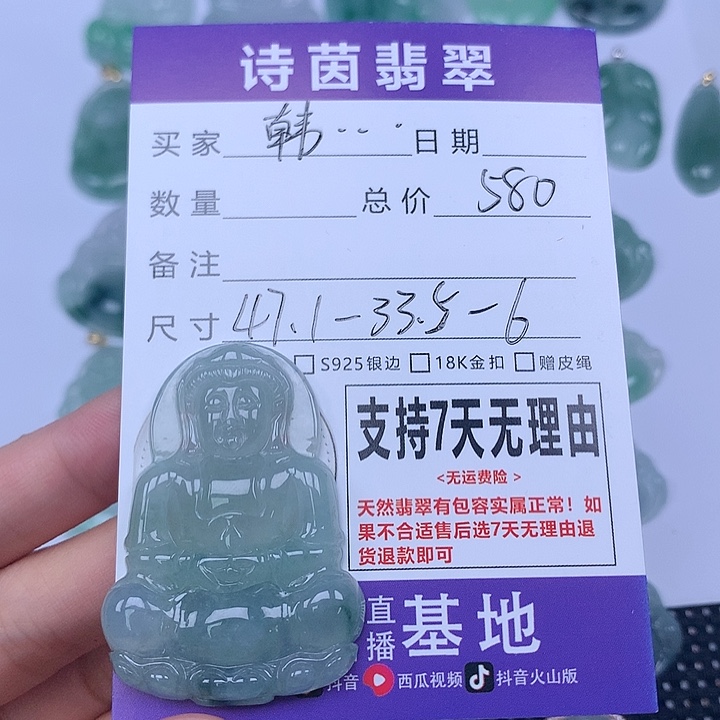 诗茵翡翠
买家 韩... 日期
数量 总价 580
备注
尺寸 47.1-33.5-6
S925银边 18K金扣 赠皮绳
支持7天无理由
<无运费险>
天然翡翠有包容实属正常！如
果不合适售后选7天无理由退
货退款即可
直播 基地
抖音 西瓜视频 抖音火山版